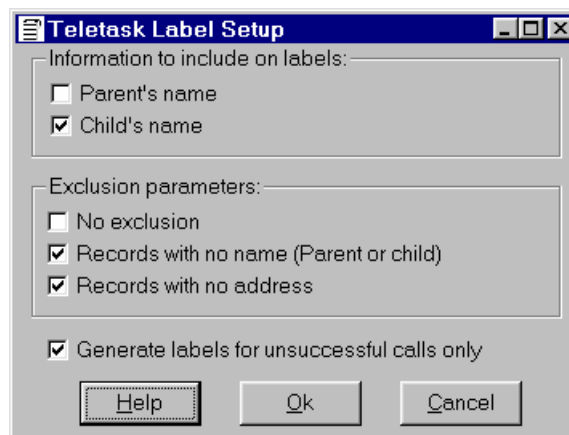 Teletask Label Setup
Information to include on labels:
Parent's name
Child's name
Exclusion parameters:
No exclusion
Records with no name (Parent or child)
Records with no address
Generate labels for unsuccessful calls only
Help Ok Cancel